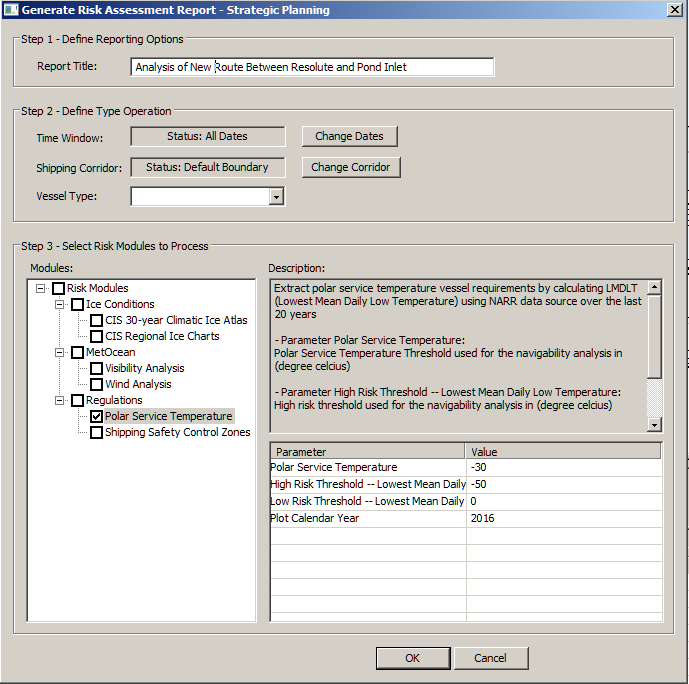 Generate Risk Assessment Report - Strategic Planning
Step 1 - Define Reporting Options
Report Title: Analysis of New Route Between Resolute and Pond Inlet
Step 2 - Define Type Operation
Time Window: Status: All Dates Change Dates
Shipping Corridor: Status: Default Boundary Change Corridor
Vessel Type:
Step 3 - Select Risk Modules to Process
Modules:
Risk Modules
Ice Conditions
CIS 30-year Climatic Ice Atlas
CIS Regional Ice Charts
MetOcean
Visibility Analysis
Wind Analysis
Regulations
Polar Service Temperature
Shipping Safety Control Zones
Description:
Extract polar service temperature vessel requirements by calculating LMDLT
(Lowest Mean Daily Low Temperature) using NARR data source over the last
20 years
- Parameter Polar Service Temperature:
Polar Service Temperature Threshold used for the navigability analysis in
(degree celcius)
- Parameter High Risk Threshold -- Lowest Mean Daily Low Temperature:
High risk threshold used for the navigability analysis in (degree celcius)
Parameter Value
Polar Service Temperature -30
High Risk Threshold -- Lowest Mean Daily -50
Low Risk Threshold -- Lowest Mean Daily 0
Plot Calendar Year 2016
OK Cancel